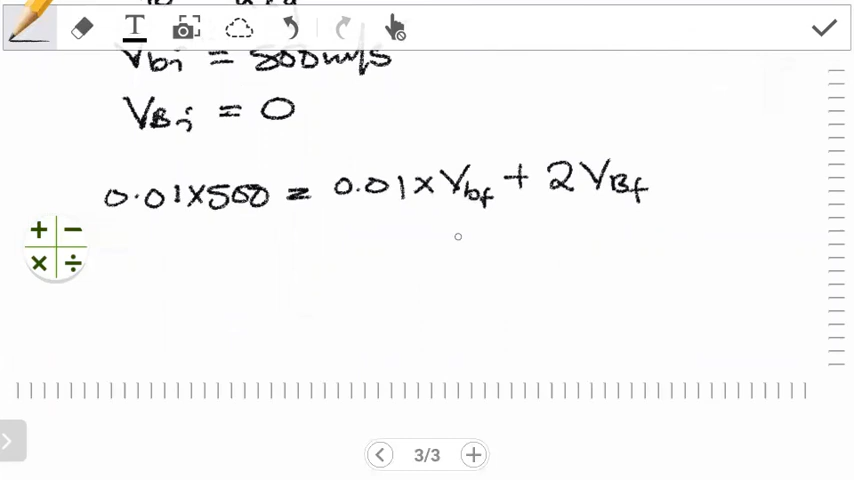 T
Vbi = 500m/s
VBi = 0
0.01×500 = 0.01×Vbf + 2VBf
+ −
× ÷
3/3